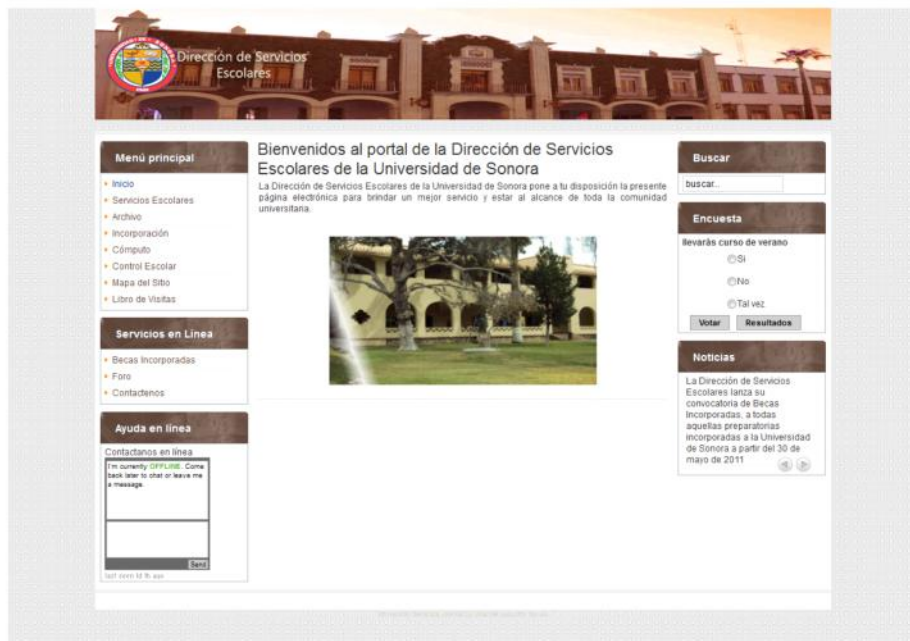 Dirección de Servicios
Escolares
Menú principal
Inicio
Servicios Escolares
Archivo
Incorporación
Cómputo
Control Escolar
Mapa del Sitio
Libro de Visitas
Servicios en Línea
Becas Incorporadas
Foro
Contactenos
Ayuda en línea
Contactanos en línea
I'm currently OFFLINE. Come
back later to chat or leave me
a message.
Send
Bienvenidos al portal de la Dirección de Servicios
Escolares de la Universidad de Sonora
La Dirección de Servicios Escolares de la Universidad de Sonora pone a tu disposición la presente
página electrónica para brindar un mejor servicio y estar al alcance de toda la comunidad
universitaria.
Buscar
buscar...
Encuesta
llevarás curso de verano
Si
No
Tal vez
Votar Resultados
Noticias
La Dirección de Servicios
Escolares lanza su
convocatoria de Becas
Incorporadas, a todas
aquellas preparatorias
incorporadas a la Universidad
de Sonora a partir del 30 de
mayo de 2011